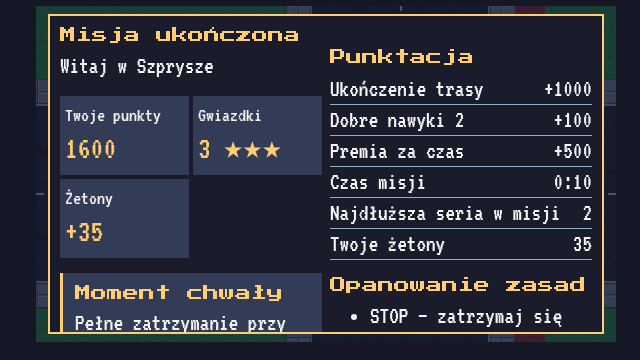 Misja ukończona
Witaj w Szprysze
Twoje punkty
1600
Gwiazdki
3 ★★★
Żetony
+35
Moment chwały
Pełne zatrzymanie przy
Punktacja
Ukończenie trasy +1000
Dobre nawyki 2 +100
Premia za czas +500
Czas misji 0:10
Najdłuższa seria w misji 2
Twoje żetony 35
Opanowanie zasad
• STOP – zatrzymaj się